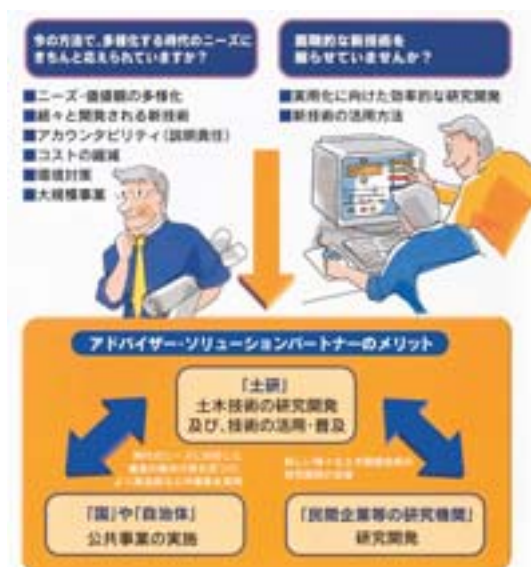 今の方法で、多様化する時代のニーズに
きちんと応えられていますか？
■ニーズ・価値観の多様化
■続々と開発される新技術
■アカウンタビリティ（説明責任）
■コストの縮減
■環境対策
■大規模事業
画期的な新技術を
眠らせていませんか？
■実用化に向けた効率的な研究開発
■新技術の活用方法
アドバイザー・ソリューションパートナーのメリット
「土研」
土木技術の研究開発
及び、技術の活用・普及
「国」や「自治体」
公共事業の実施
「民間企業等の研究機関」
研究開発